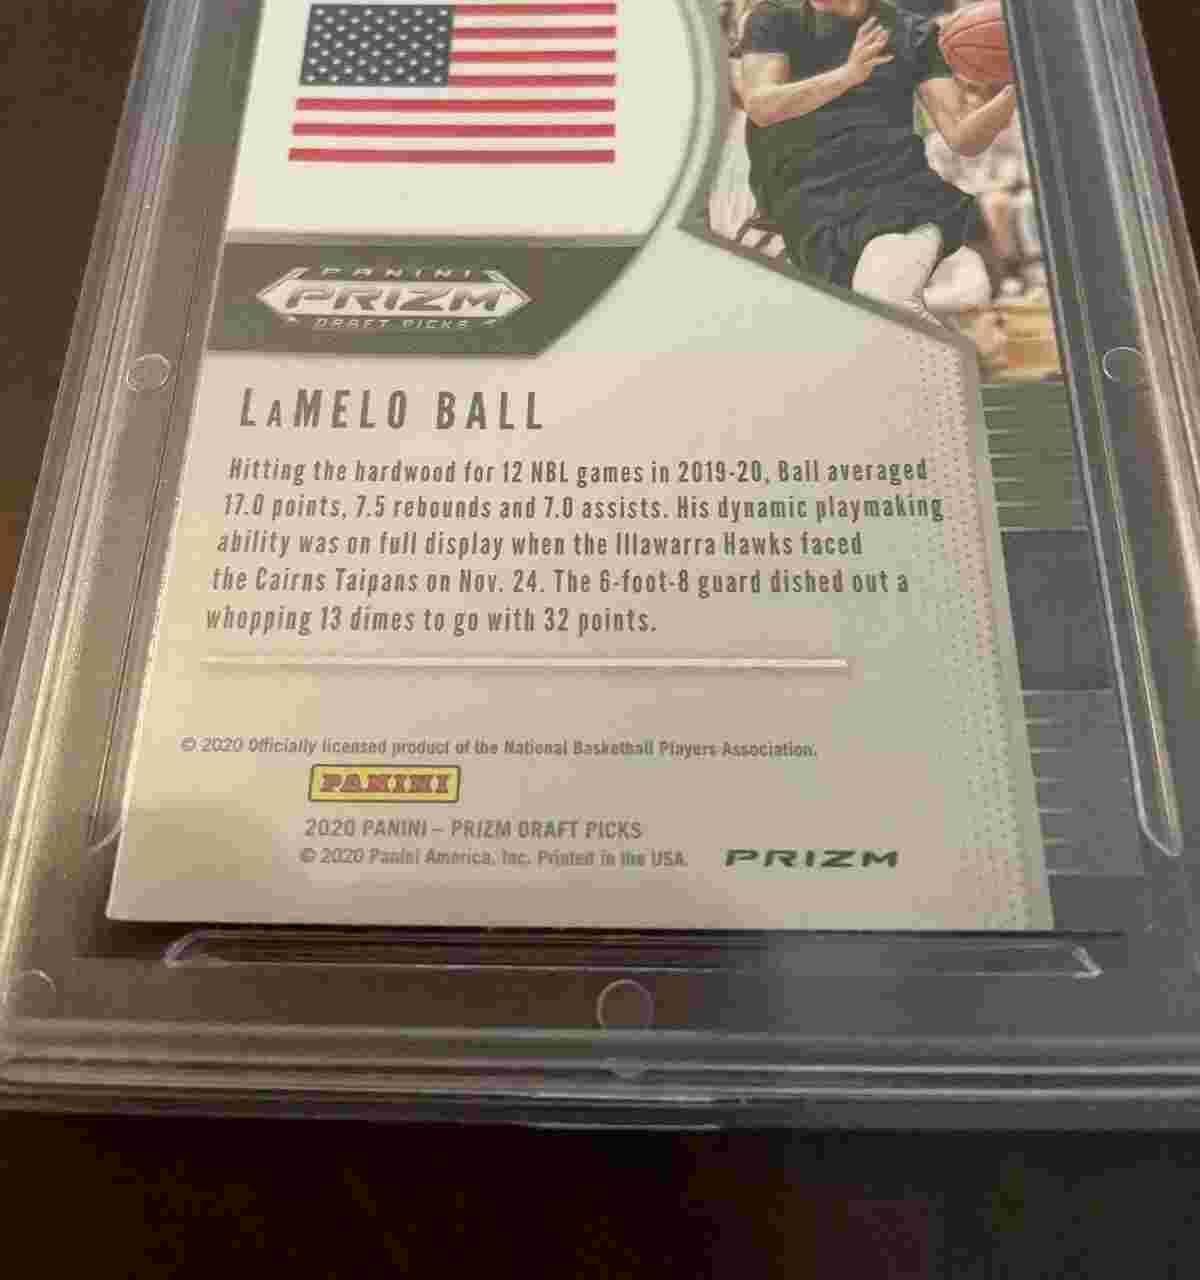 PANINI
PRIZM
DRAFT PICKS
LAMELO BALL
Hitting the hardwood for 12 NBL games in 2019-20, Ball averaged
17.0 points, 7.5 rebounds and 7.0 assists. His dynamic playmaking
ability was on full display when the Illawarra Hawks faced
the Cairns Taipans on Nov. 24. The 6-foot-8 guard dished out a
whopping 13 dimes to go with 32 points.
© 2020 Officially licensed product of the National Basketball Players Association.
PANINI
2020 PANINI – PRIZM DRAFT PICKS
© 2020 Panini America, Inc. Printed in the USA.
PRIZM